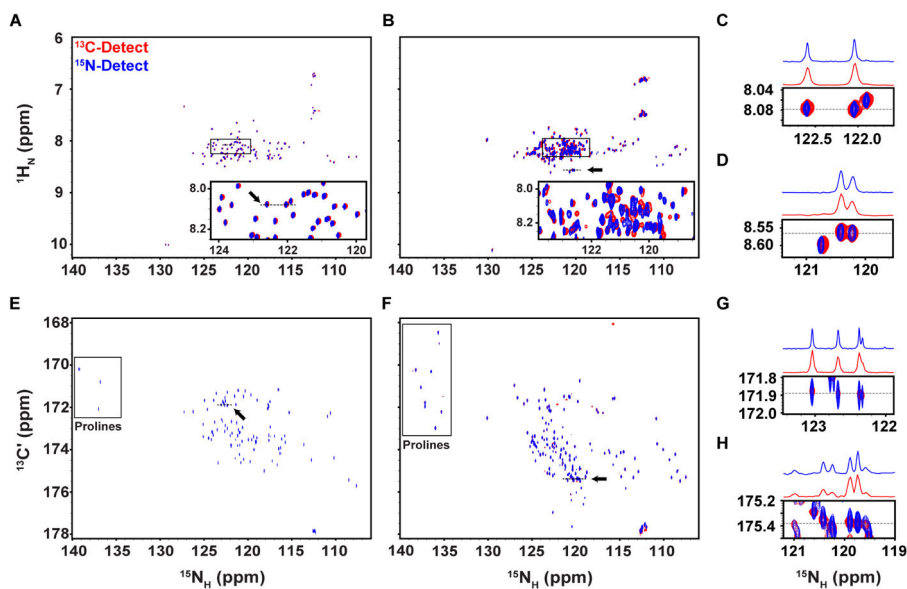 A
B
C
¹³C-Detect
¹⁵N-Detect
6
7
8
9
10
¹H_N (ppm)
8.0
8.2
124 122 120
140 135 130 125 120 115 110
8.0
8.2
122 120
140 135 130 125 120 115 110
8.04
8.08
122.5 122.0
D
8.55
8.60
121 120
E
F
G
168
170
172
174
176
178
¹³C' (ppm)
Prolines
140 135 130 125 120 115 110
¹⁵N_H (ppm)
Prolines
140 135 130 125 120 115 110
¹⁵N_H (ppm)
171.8
171.9
172.0
123 122
H
175.2
175.4
121 120 119
¹⁵N_H (ppm)